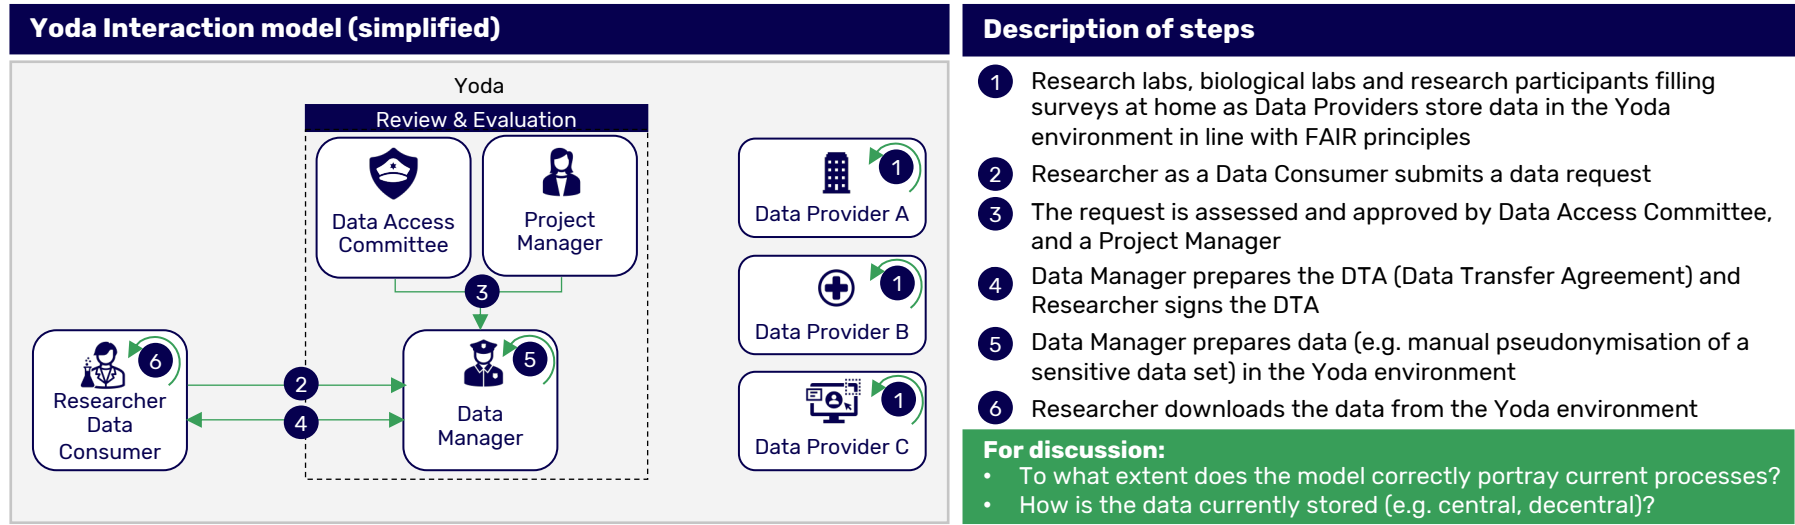 Yoda Interaction model (simplified)
Yoda
Review & Evaluation
Data Access
Committee
Project
Manager
3
Researcher
Data
Consumer
6
2
4
Data
Manager
5
Data Provider A
1
Data Provider B
1
Data Provider C
1
Description of steps
1 Research labs, biological labs and research participants filling
surveys at home as Data Providers store data in the Yoda
environment in line with FAIR principles
2 Researcher as a Data Consumer submits a data request
3 The request is assessed and approved by Data Access Committee,
and a Project Manager
4 Data Manager prepares the DTA (Data Transfer Agreement) and
Researcher signs the DTA
5 Data Manager prepares data (e.g. manual pseudonymisation of a
sensitive data set) in the Yoda environment
6 Researcher downloads the data from the Yoda environment
For discussion:
• To what extent does the model correctly portray current processes?
• How is the data currently stored (e.g. central, decentral)?